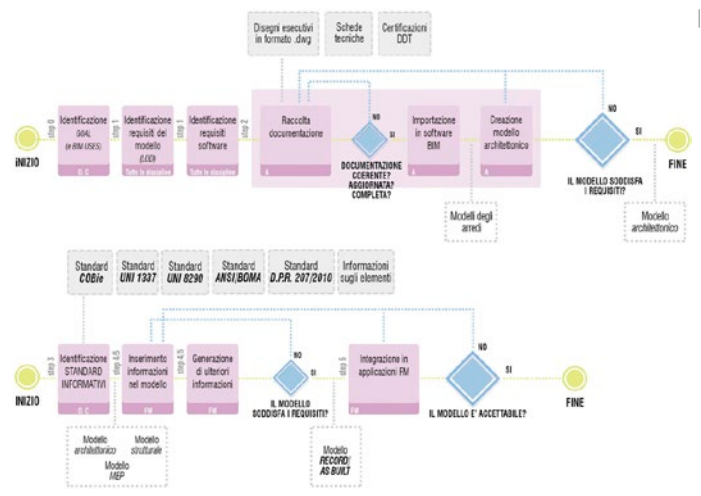 Disegni esecutivi
in formato .dwg
Schede
tecniche
Certificazioni
DDT
step 0
Identificazione
GOAL
(e BIM USES)
D, C
step 1
Identificazione
requisiti del
modello
(LOD)
Tutte le discipline
step 1
Identificazione
requisiti
software
Tutte le discipline
step 2
Raccolta
documentazione
A
NO
SI
DOCUMENTAZIONE
COERENTE?
AGGIORNATA?
COMPLETA?
Importazione
in software
BIM
A
Creazione
modello
architettonico
A
NO
SI
IL MODELLO SODDISFA
I REQUISITI?
INIZIO
FINE
Modelli degli
arredi
Modello
architettonico
Standard
COBie
Standard
UNI 1337
Standard
UNI 8290
Standard
ANSI/BOMA
Standard
D.P.R. 207/2010
Informazioni
sugli elementi
step 3
Identificazione
STANDARD
INFORMATIVI
D, C
step 4/5
Inserimento
informazioni
nel modello
FM
step 4/5
Generazione
di ulteriori
informazioni
FM
NO
SI
IL MODELLO
SODDISFA I REQUISITI?
step 6
Integrazione in
applicazioni FM
FM
NO
SI
IL MODELLO E' ACCETTABILE?
INIZIO
FINE
Modello
architettonico
Modello
strutturale
Modello
MEP
Modello
RECORD/
AS BUILT